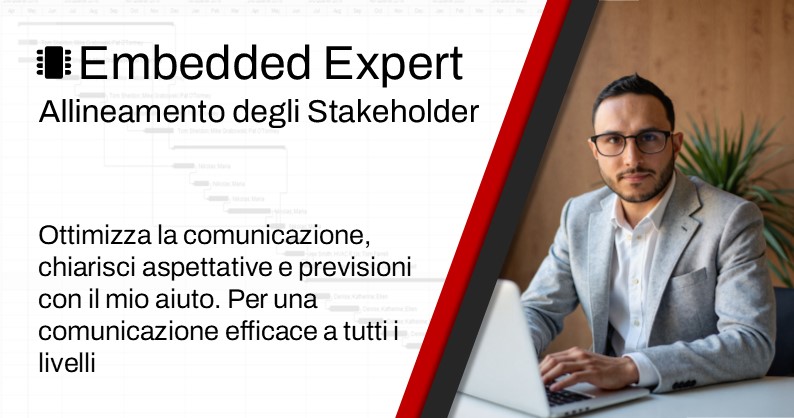 Embedded Expert
Allineamento degli Stakeholder
Ottimizza la comunicazione,
chiarisci aspettative e previsioni
con il mio aiuto. Per una
comunicazione efficace a tutti i
livelli